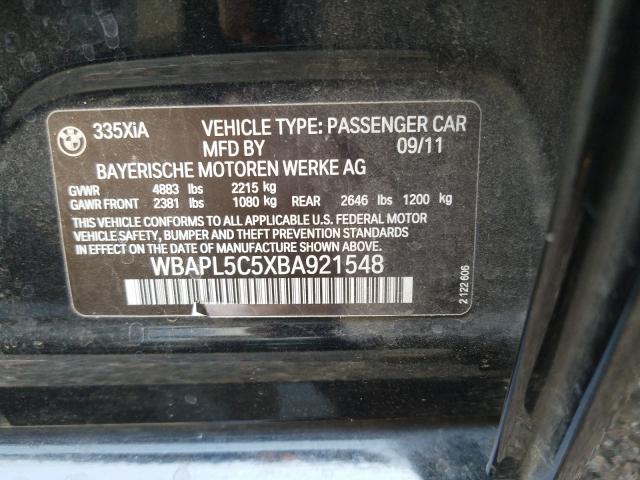 335XiA VEHICLE TYPE: PASSENGER CAR
MFD BY 09/11
BAYERISCHE MOTOREN WERKE AG
GVWR 4883 lbs 2215 kg
GAWR FRONT 2381 lbs 1080 kg REAR 2646 lbs 1200 kg
THIS VEHICLE CONFORMS TO ALL APPLICABLE U.S. FEDERAL MOTOR
VEHICLE SAFETY, BUMPER AND THEFT PREVENTION STANDARDS
IN EFFECT ON THE DATE OF MANUFACTURE SHOWN ABOVE.
WBAPL5C5XBA921548
2 122 606